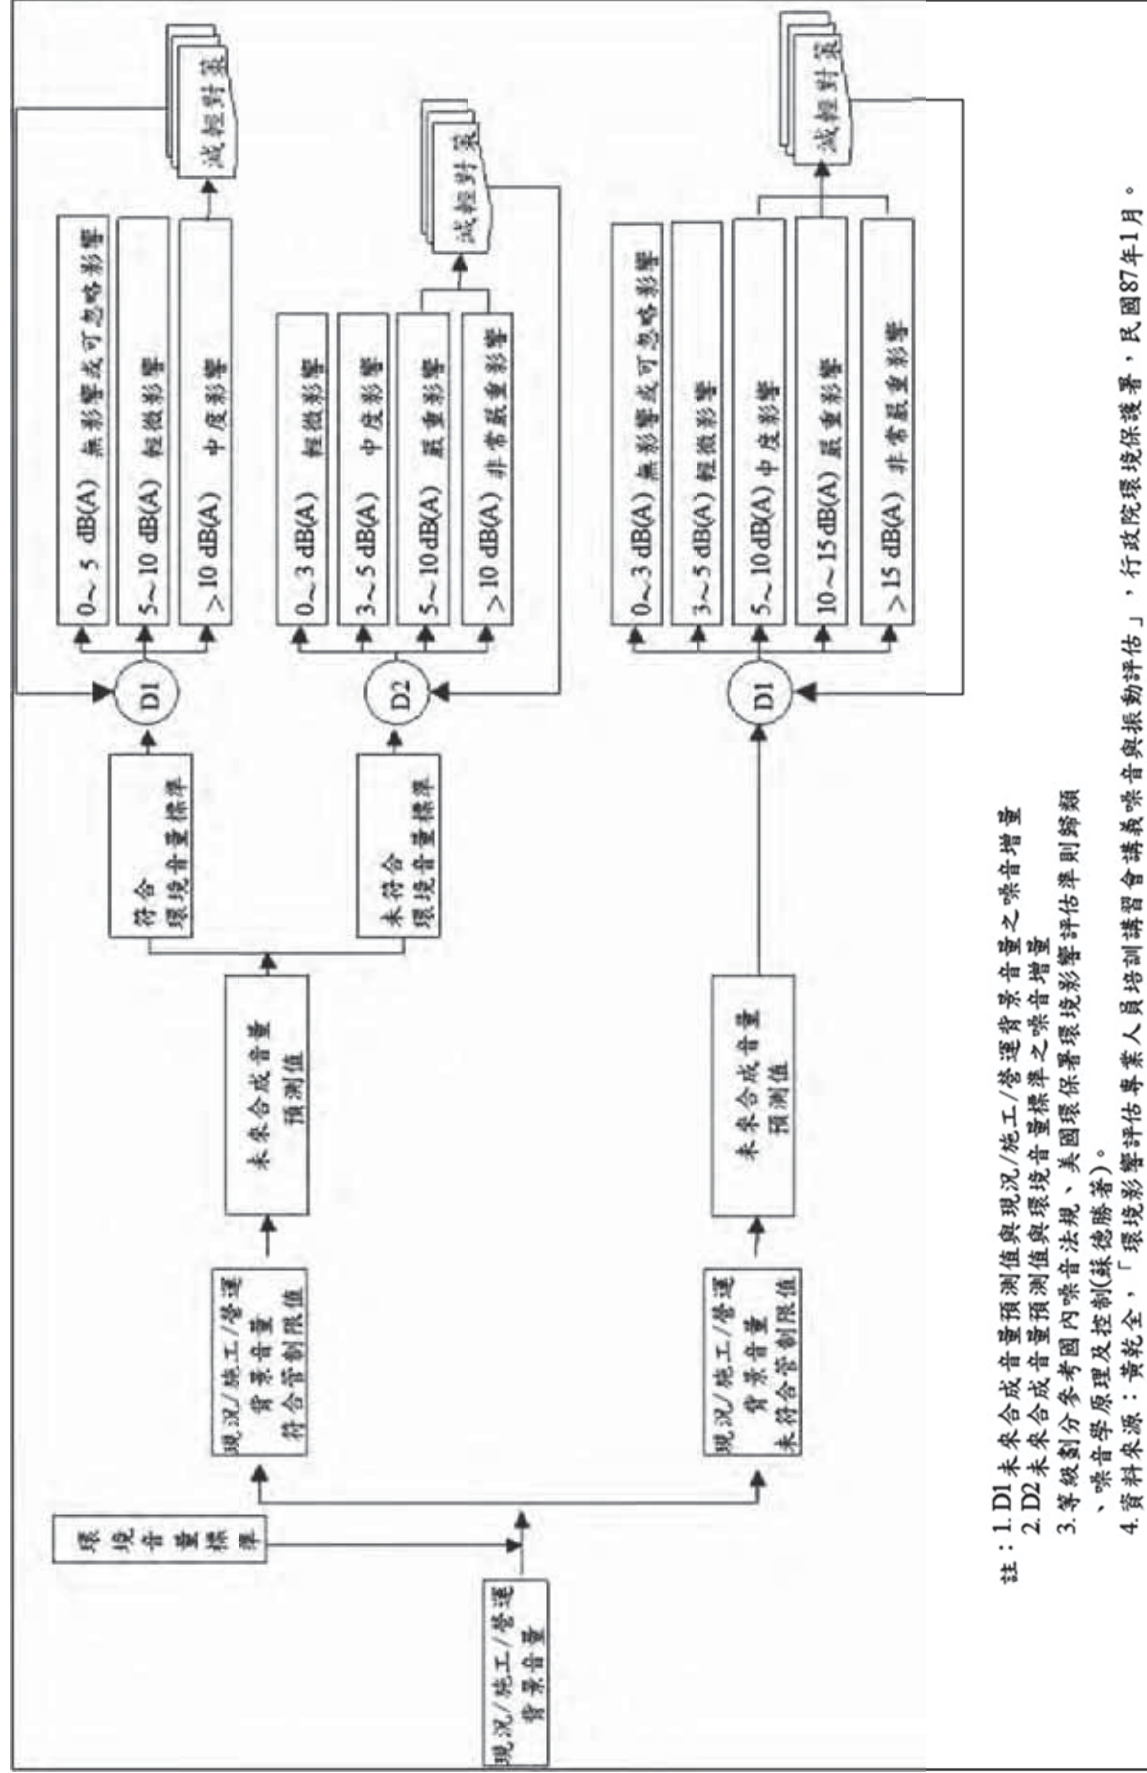 現況/施工/營運
背景音量
環境音量標準
現況/施工/營運
背景音量
符合管制限值
未來合成音量
預測值
符合
環境音量標準
D1
0～5 dB(A) 無影響或可忽略影響
5～10 dB(A) 輕微影響
>10 dB(A) 中度影響
減輕對策
未符合
環境音量標準
D2
0～3 dB(A) 輕微影響
3～5 dB(A) 中度影響
5～10 dB(A) 嚴重影響
>10 dB(A) 非常嚴重影響
減輕對策
現況/施工/營運
背景音量
未符合管制限值
未來合成音量
預測值
D1
0～3 dB(A) 無影響或可忽略影響
3～5 dB(A) 輕微影響
5～10 dB(A) 中度影響
10～15 dB(A) 嚴重影響
>15 dB(A) 非常嚴重影響
減輕對策
註：1. D1 未來合成音量預測值與現況/施工/營運背景音量之噪音增量
2. D2 未來合成音量預測值與環境音量標準之噪音增量
3. 等級劃分參考國內噪音法規、美國環保署環境影響評估準則歸類
、噪音學原理及控制(蘇德勝著)。
4. 資料來源：黃乾全，「環境影響評估專業人員培訓講習會講義噪音與振動評估」，行政院環境保護署，民國87年1月。